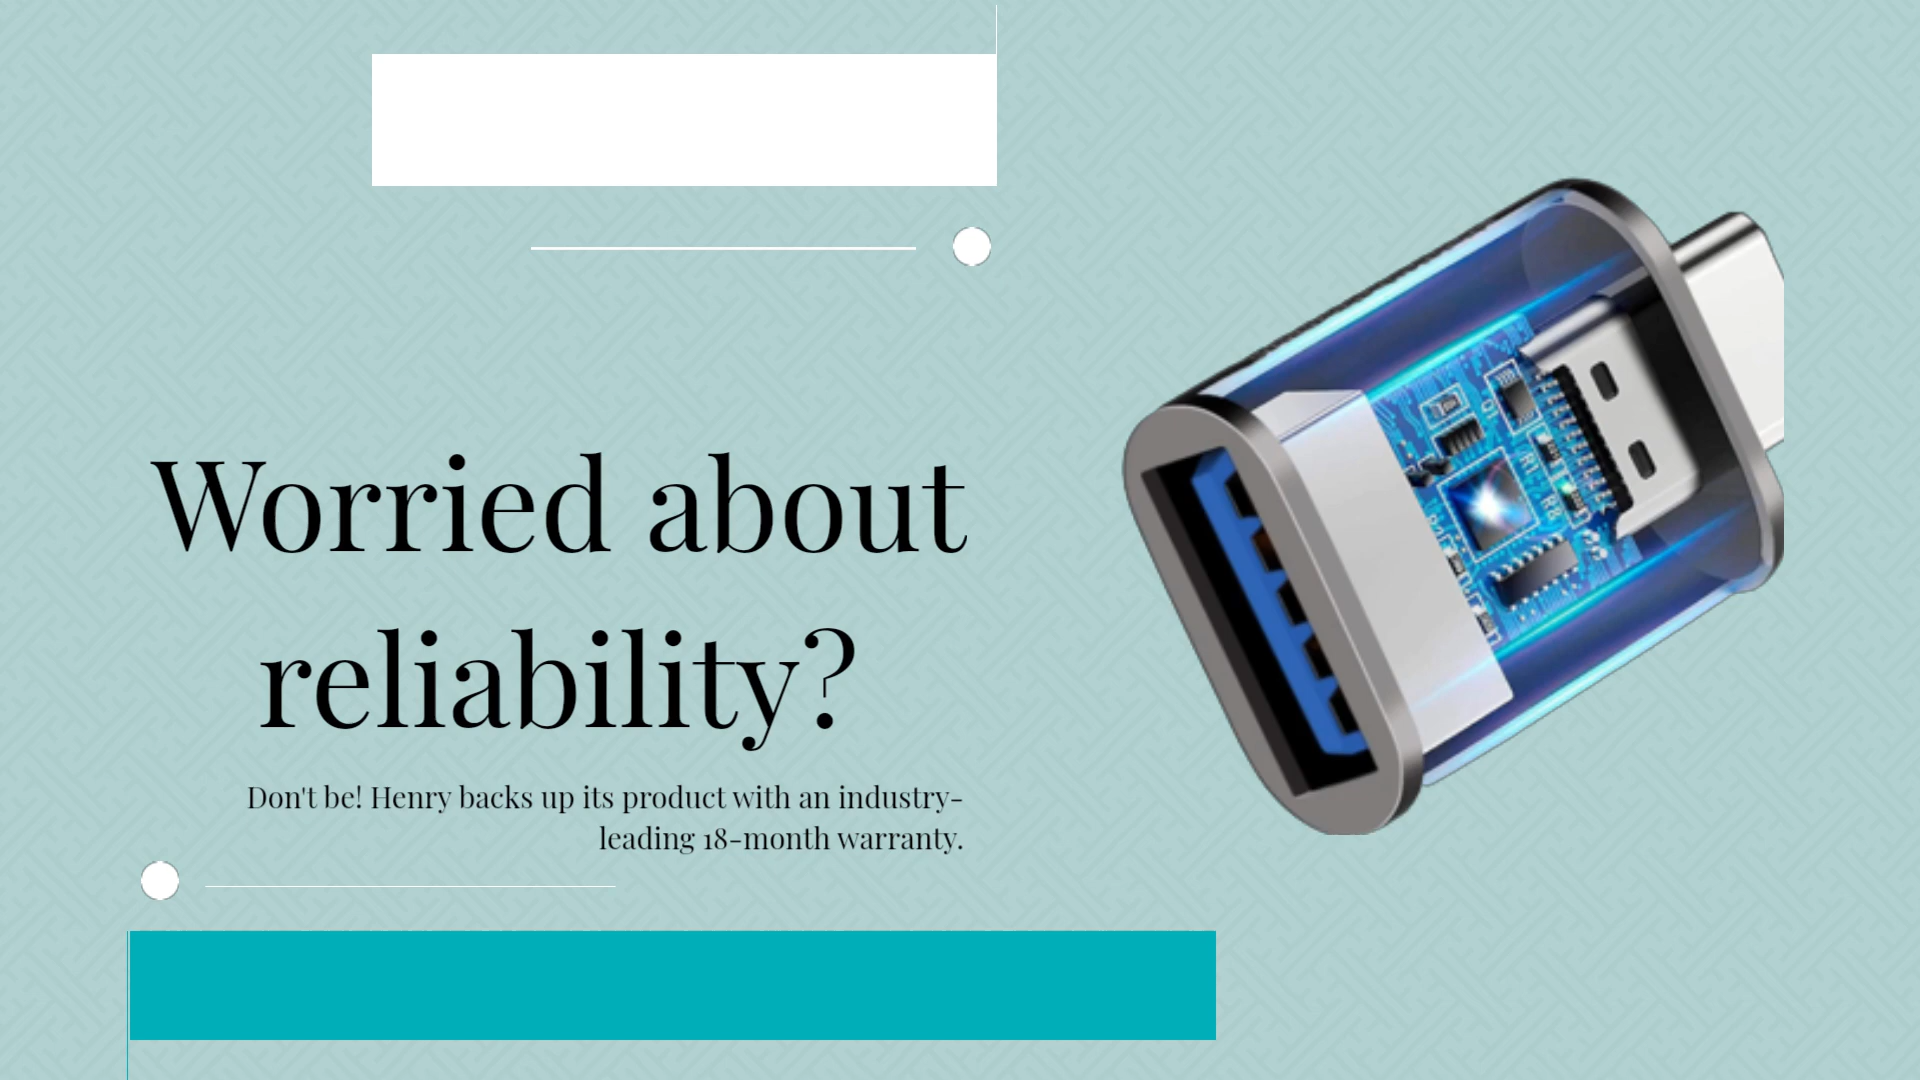 Worried about
reliability?
Don't be! Henry backs up its product with an industry-
leading 18-month warranty.